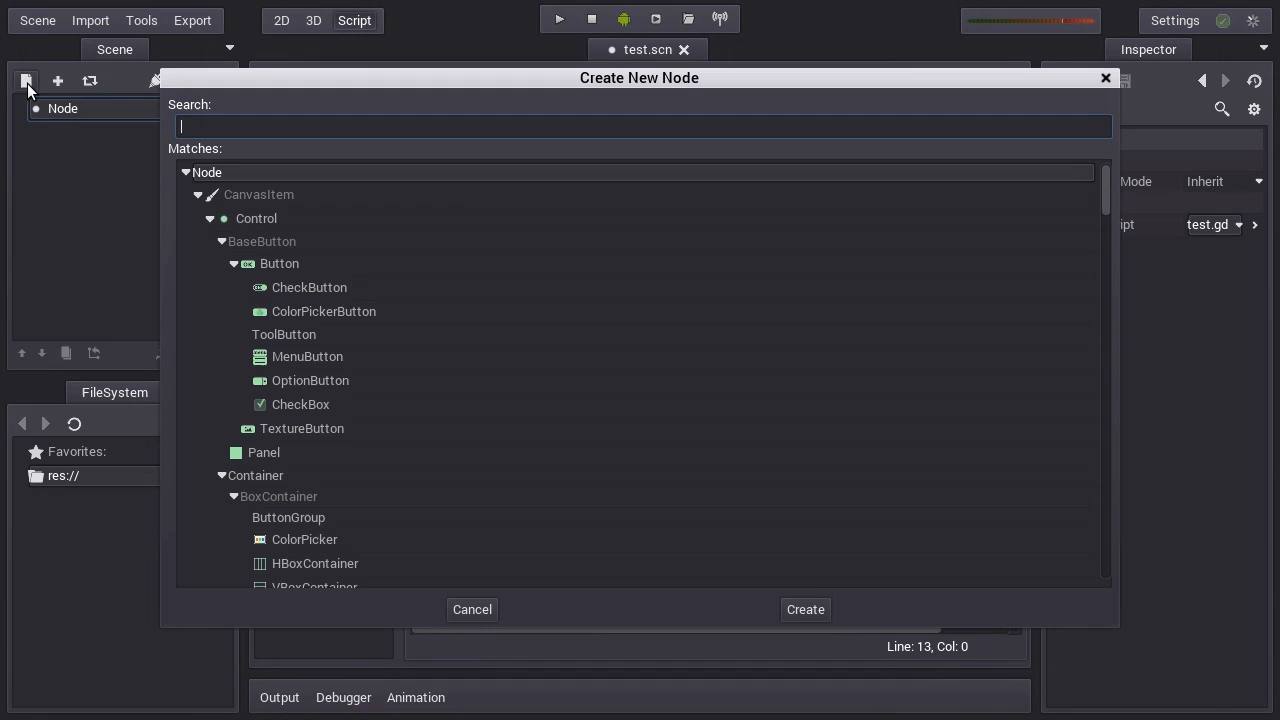 Scene Import Tools Export 2D 3D Script Settings
Scene test.scn Inspector
Create New Node
Search:
Node
Matches:
Node
CanvasItem
Mode Inherit
Control
ipt test.gd
BaseButton
Button
CheckButton
ColorPickerButton
ToolButton
MenuButton
OptionButton
FileSystem
CheckBox
TextureButton
Favorites:
Panel
res://
Container
BoxContainer
ButtonGroup
ColorPicker
HBoxContainer
VBoxContainer
Cancel Create
Line: 13, Col: 0
Output Debugger Animation